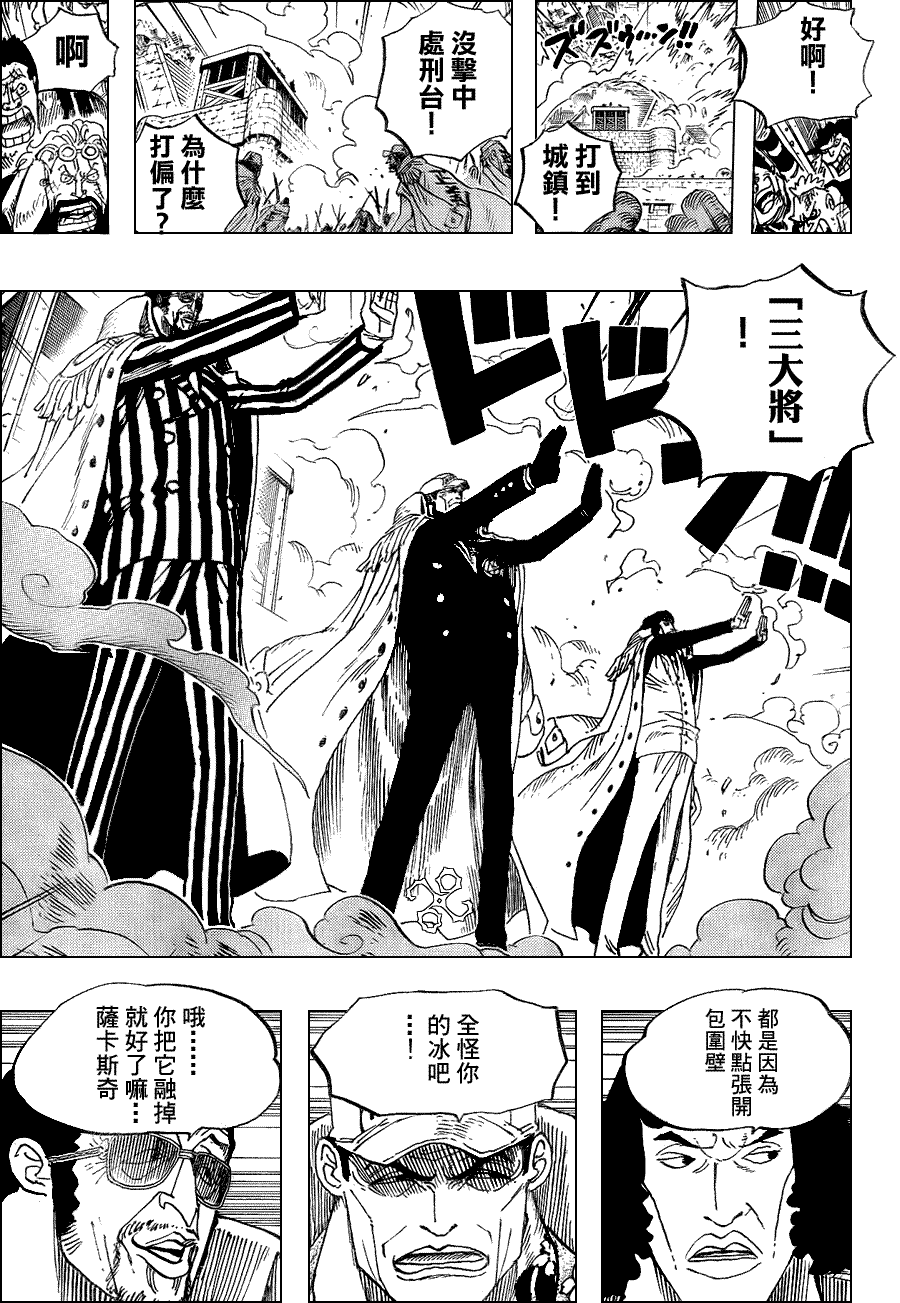 好啊！
ズズゥ…ン!!
打到
城鎮！
沒擊中
處刑台！
為什麼
打偏了？
啊
「三大將」
！
ドドドン!!!
都是因為
不快點張開
包圍壁
全怪你
的冰吧
……！
哦……
你把它融掉
就好了嘛…
薩卡斯奇